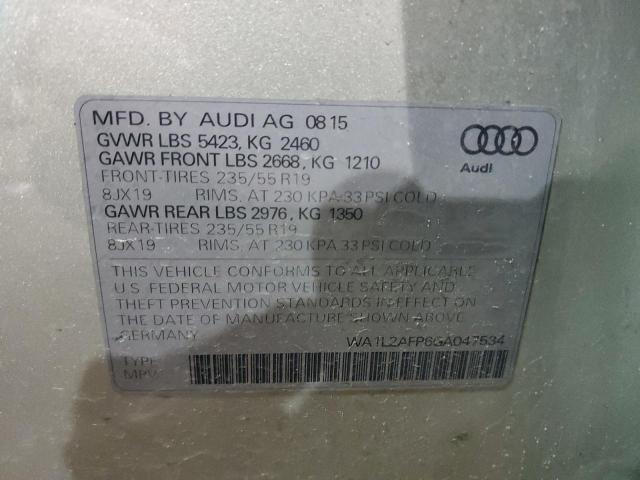 MFD. BY AUDI AG 08 15
GVWR LBS 5423, KG 2460
GAWR FRONT LBS 2668, KG 1210
FRONT-TIRES 235/55 R19
8JX19 RIMS, AT 230 KPA 33 PSI COLD
GAWR REAR LBS 2976, KG 1350
REAR-TIRES 235/55 R19
8JX19 RIMS, AT 230 KPA 33 PSI COLD
Audi
THIS VEHICLE CONFORMS TO ALL APPLICABLE
U.S. FEDERAL MOTOR VEHICLE SAFETY AND
THEFT PREVENTION STANDARDS IN EFFECT ON
THE DATE OF MANUFACTURE SHOWN ABOVE.
GERMANY WA1L2AFP6GA047534
TYPE:
MPV